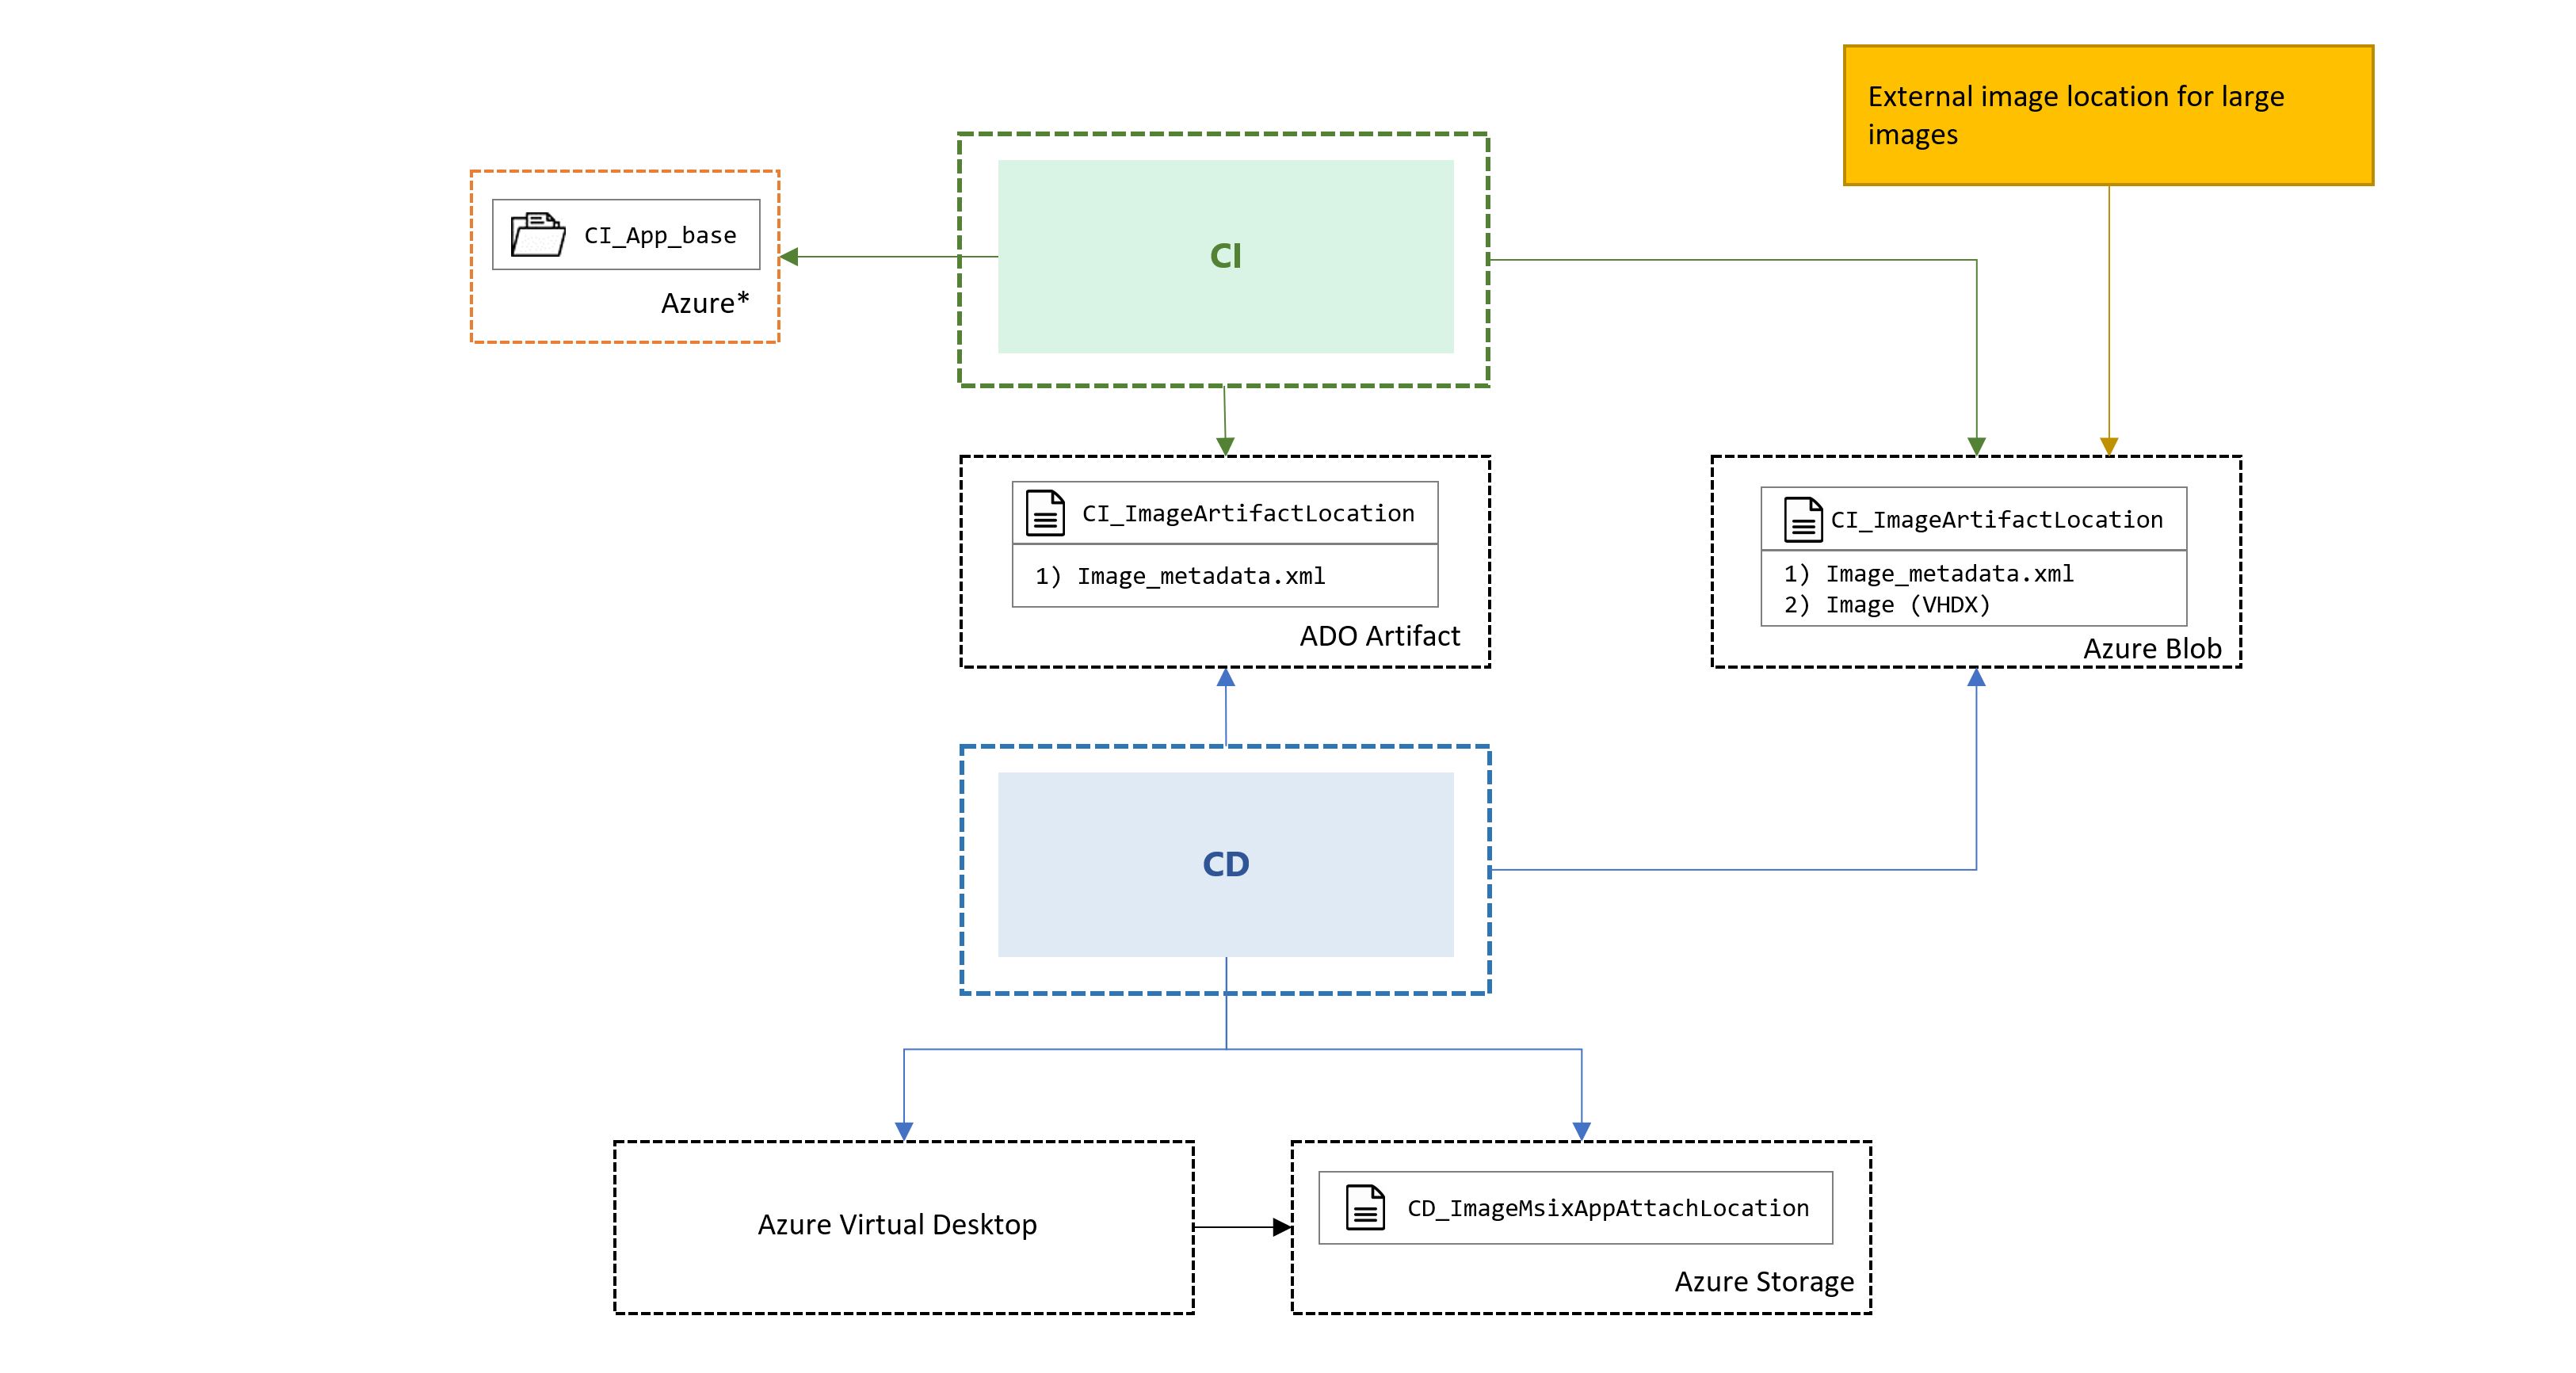 External image location for large
images
CI_App_base
Azure*
CI
CI_ImageArtifactLocation
1) Image_metadata.xml
ADO Artifact
CI_ImageArtifactLocation
1) Image_metadata.xml
2) Image (VHDX)
Azure Blob
CD
Azure Virtual Desktop
CD_ImageMsixAppAttachLocation
Azure Storage